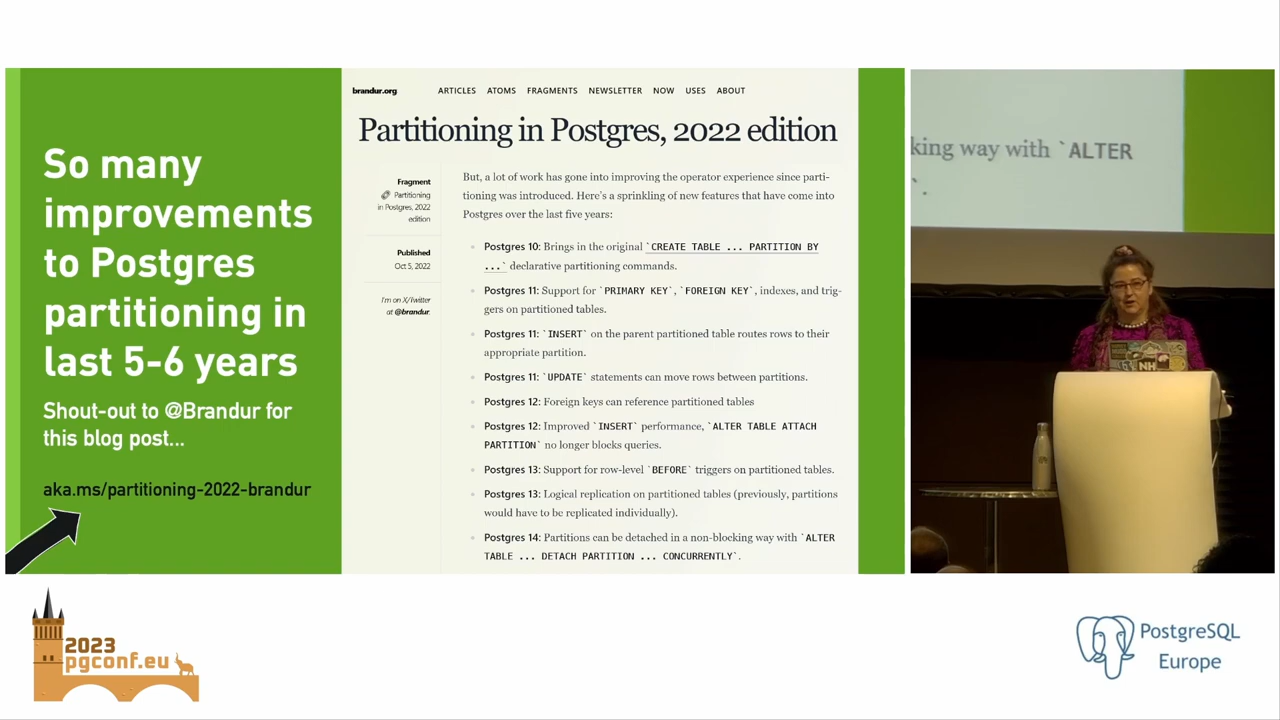 So many
improvements
to Postgres
partitioning in
last 5-6 years
Shout-out to @Brandur for
this blog post...
aka.ms/partitioning-2022-brandur
brandur.org
ARTICLES ATOMS FRAGMENTS NEWSLETTER NOW USES ABOUT
Partitioning in Postgres, 2022 edition
Fragment
Partitioning
in Postgres, 2022
edition
Published
Oct 5, 2022
I'm on X/Twitter
at @brandur.
But, a lot of work has gone into improving the operator experience since parti-
tioning was introduced. Here's a sprinkling of new features that have come into
Postgres over the last five years:
Postgres 10: Brings in the original `CREATE TABLE ... PARTITION BY
...` declarative partitioning commands.
Postgres 11: Support for `PRIMARY KEY`, `FOREIGN KEY`, indexes, and trig-
gers on partitioned tables.
Postgres 11: `INSERT` on the parent partitioned table routes rows to their
appropriate partition.
Postgres 11: `UPDATE` statements can move rows between partitions.
Postgres 12: Foreign keys can reference partitioned tables
Postgres 12: Improved `INSERT` performance, `ALTER TABLE ATTACH
PARTITION` no longer blocks queries.
Postgres 13: Support for row-level `BEFORE` triggers on partitioned tables.
Postgres 13: Logical replication on partitioned tables (previously, partitions
would have to be replicated individually).
Postgres 14: Partitions can be detached in a non-blocking way with `ALTER
TABLE ... DETACH PARTITION ... CONCURRENTLY`.
king way with `ALTER
`.
NH
2023
pgconf.eu
PostgreSQL
Europe